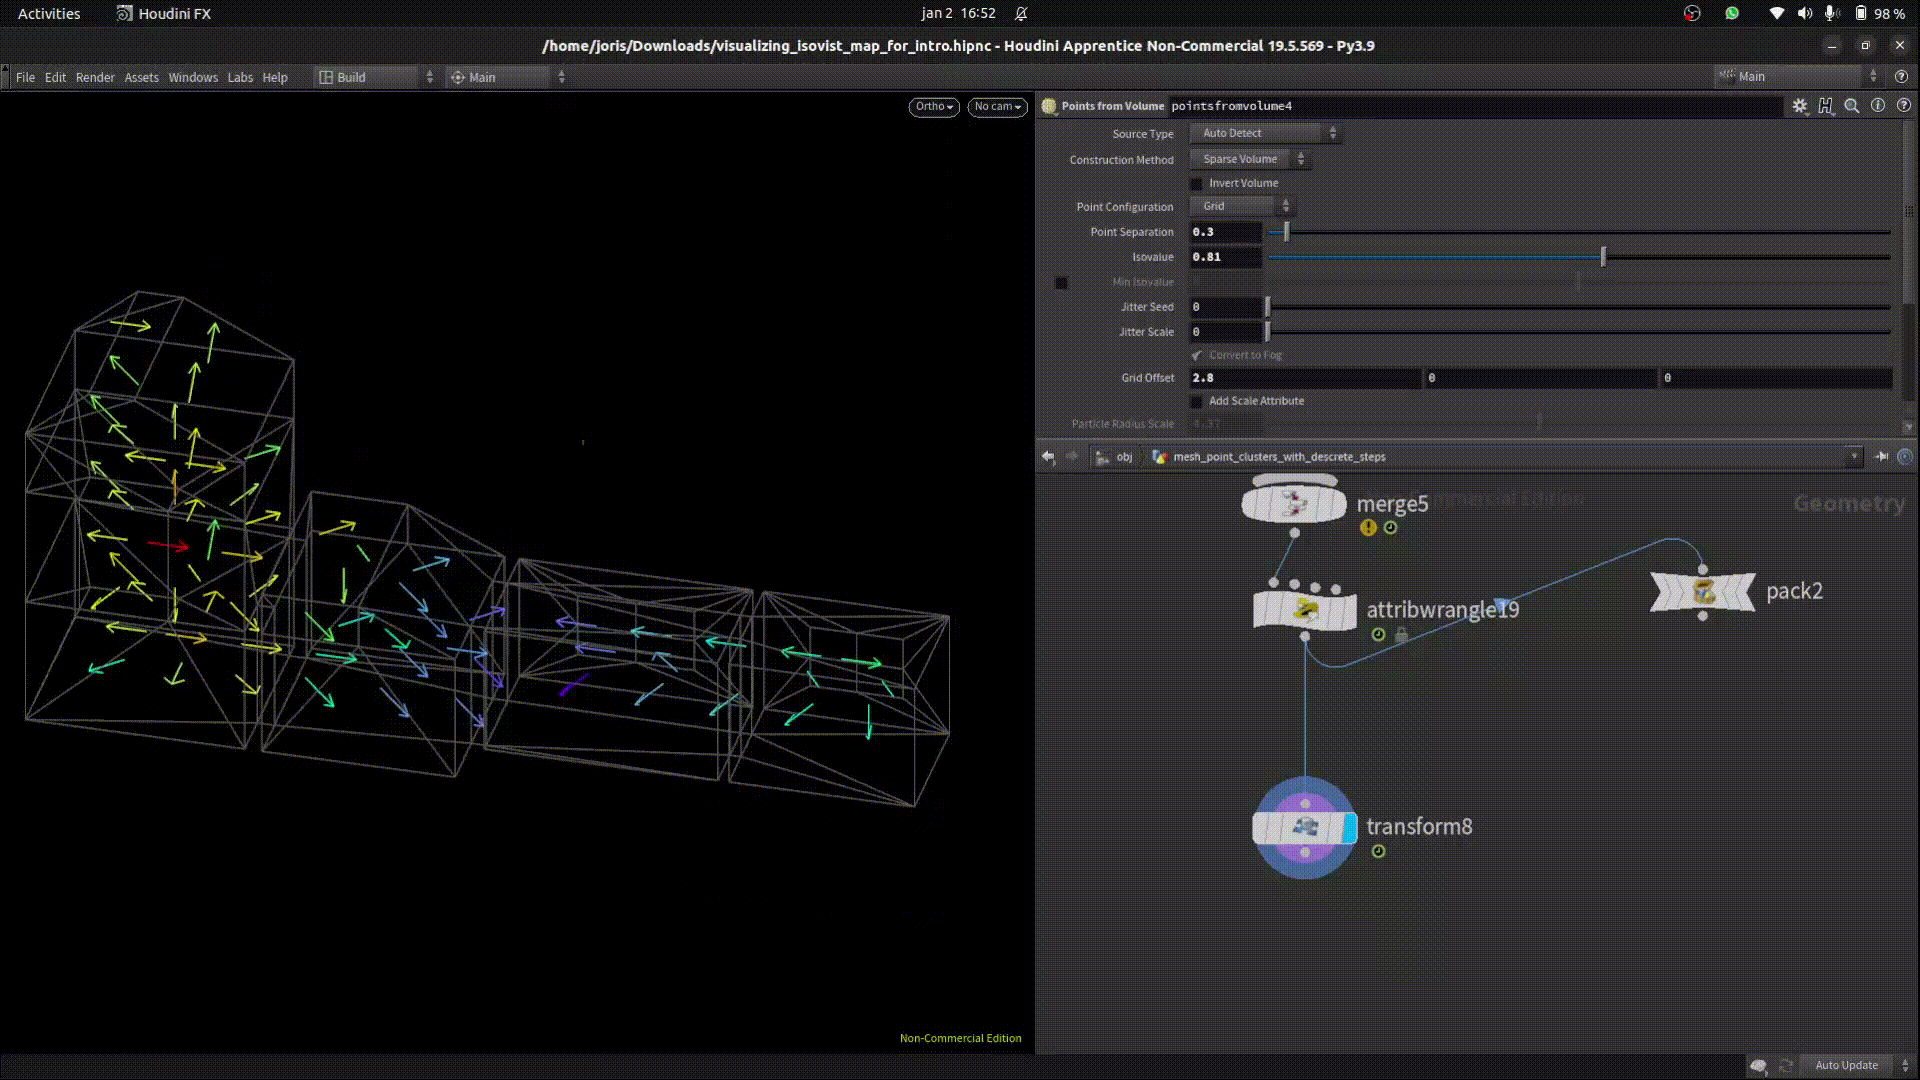 Activities
Houdini FX
jan 2 16:52
98 %
/home/joris/Downloads/visualizing_isovist_map_for_intro.hipnc - Houdini Apprentice Non-Commercial 19.5.569 - Py3.9
File Edit Render Assets Windows Labs Help
Build
Main
Main
Ortho
No cam
Points from Volume pointsfromvolume4
Source Type Auto Detect
Construction Method Sparse Volume
Invert Volume
Point Configuration Grid
Point Separation 0.3
Isovalue 0.81
Min Isovalue
Jitter Seed 0
Jitter Scale 0
Convert to Fog
Grid Offset 2.8 0 0
Add Scale Attribute
Particle Radius Scale 4.37
obj mesh_point_clusters_with_descrete_steps
Commercial Edition
Geometry
merge5
pack2
attribwrangle19
transform8
Non-Commercial Edition
Auto Update